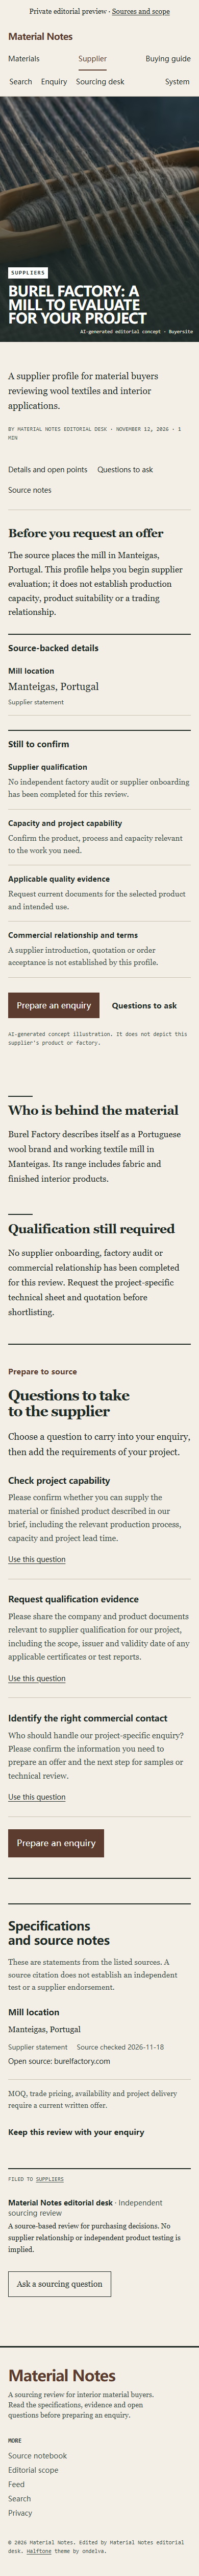 Private editorial preview · Sources and scope
Material Notes
Materials Supplier Buying guide
Search Enquiry Sourcing desk System
SUPPLIERS
BUREL FACTORY: A
MILL TO EVALUATE
FOR YOUR PROJECT
AI-generated editorial concept · Buyersite
A supplier profile for material buyers
reviewing wool textiles and interior
applications.
BY MATERIAL NOTES EDITORIAL DESK · NOVEMBER 12, 2026 · 1
MIN
Details and open points Questions to ask
Source notes
Before you request an offer
The source places the mill in Manteigas,
Portugal. This profile helps you begin supplier
evaluation; it does not establish production
capacity, product suitability or a trading
relationship.
Source-backed details
Mill location
Manteigas, Portugal
Supplier statement
Still to confirm
Supplier qualification
No independent factory audit or supplier onboarding
has been completed for this review.
Capacity and project capability
Confirm the product, process and capacity relevant
to the work you need.
Applicable quality evidence
Request current documents for the selected product
and intended use.
Commercial relationship and terms
A supplier introduction, quotation or order
acceptance is not established by this profile.
Prepare an enquiry Questions to ask
AI-generated concept illustration. It does not depict this
supplier's product or factory.
Who is behind the material
Burel Factory describes itself as a Portuguese
wool brand and working textile mill in
Manteigas. Its range includes fabric and
finished interior products.
Qualification still required
No supplier onboarding, factory audit or
commercial relationship has been completed
for this review. Request the project-specific
technical sheet and quotation before
shortlisting.
Prepare to source
Questions to take
to the supplier
Choose a question to carry into your enquiry,
then add the requirements of your project.
Check project capability
Please confirm whether you can supply the
material or finished product described in our
brief, including the relevant production process,
capacity and project lead time.
Use this question
Request qualification evidence
Please share the company and product documents
relevant to supplier qualification for our project,
including the scope, issuer and validity date of any
applicable certificates or test reports.
Use this question
Identify the right commercial contact
Who should handle our project-specific enquiry?
Please confirm the information you need to
prepare an offer and the next step for samples or
technical review.
Use this question
Prepare an enquiry
Specifications
and source notes
These are statements from the listed sources. A
source citation does not establish an independent
test or a supplier endorsement.
Mill location
Manteigas, Portugal
Supplier statement Source checked 2026-11-18
Open source: burelfactory.com
MOQ, trade pricing, availability and project delivery
require a current written offer.
Keep this review with your enquiry
FILED TO SUPPLIERS
Material Notes editorial desk · Independent
sourcing review
A source-based review for purchasing decisions. No
supplier relationship or independent product testing is
implied.
Ask a sourcing question
Material Notes
A sourcing review for interior material buyers.
Read the specifications, evidence and open
questions before preparing an enquiry.
MORE
Source notebook
Editorial scope
Feed
Search
Privacy
© 2026 Material Notes. Edited by Material Notes editorial
desk. Halftone theme by ondelva.